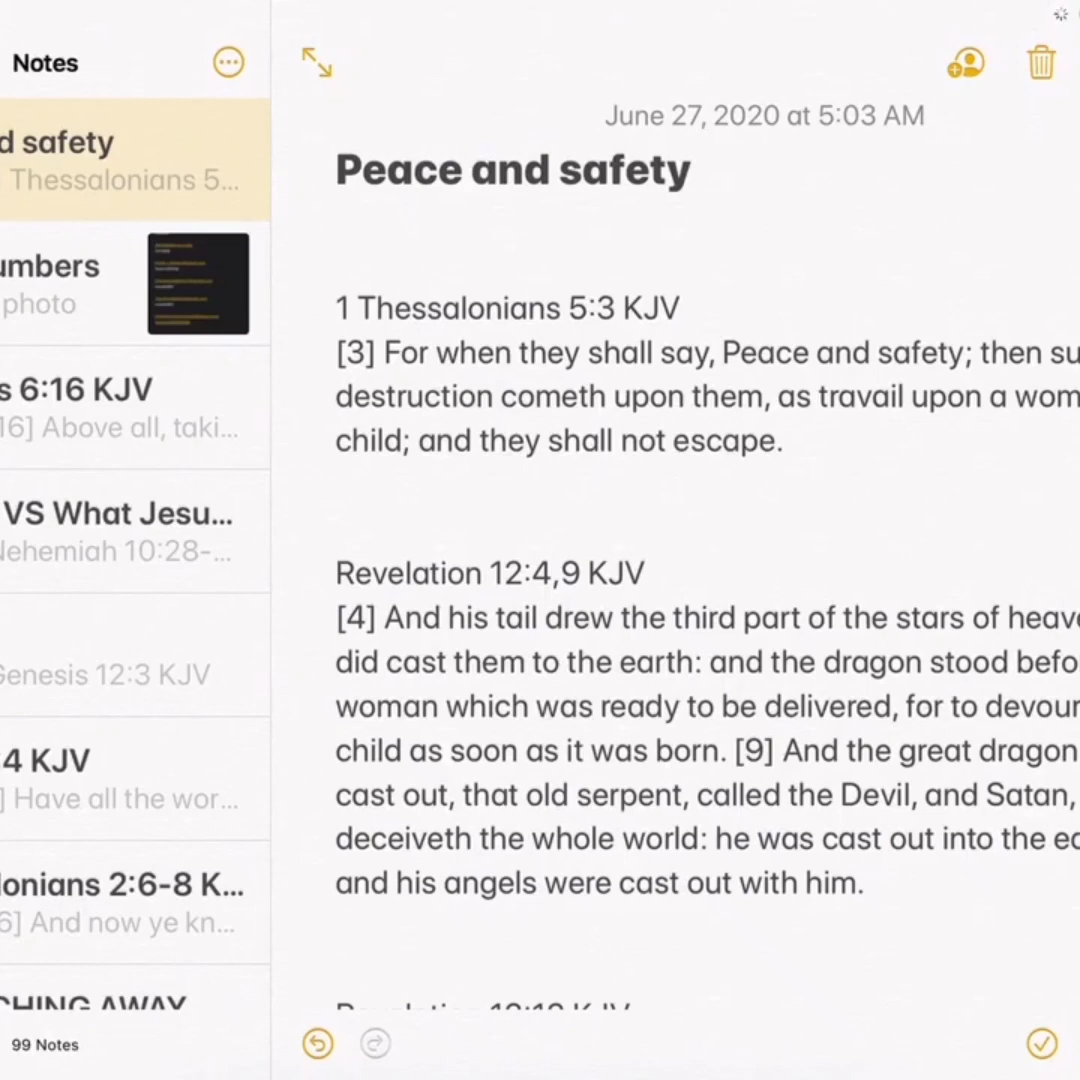 Notes
d safety
Thessalonians 5...
umbers
photo
s 6:16 KJV
16] Above all, taki...
VS What Jesu...
Nehemiah 10:28-...
Genesis 12:3 KJV
4 KJV
] Have all the wor...
lonians 2:6-8 K...
6] And now ye kn...
CHING AWAY
99 Notes
June 27, 2020 at 5:03 AM
Peace and safety
1 Thessalonians 5:3 KJV
[3] For when they shall say, Peace and safety; then su
destruction cometh upon them, as travail upon a wom
child; and they shall not escape.
Revelation 12:4,9 KJV
[4] And his tail drew the third part of the stars of heave
did cast them to the earth: and the dragon stood befo
woman which was ready to be delivered, for to devour
child as soon as it was born. [9] And the great dragon
cast out, that old serpent, called the Devil, and Satan,
deceiveth the whole world: he was cast out into the ea
and his angels were cast out with him.
Revelation 12:12 KJV